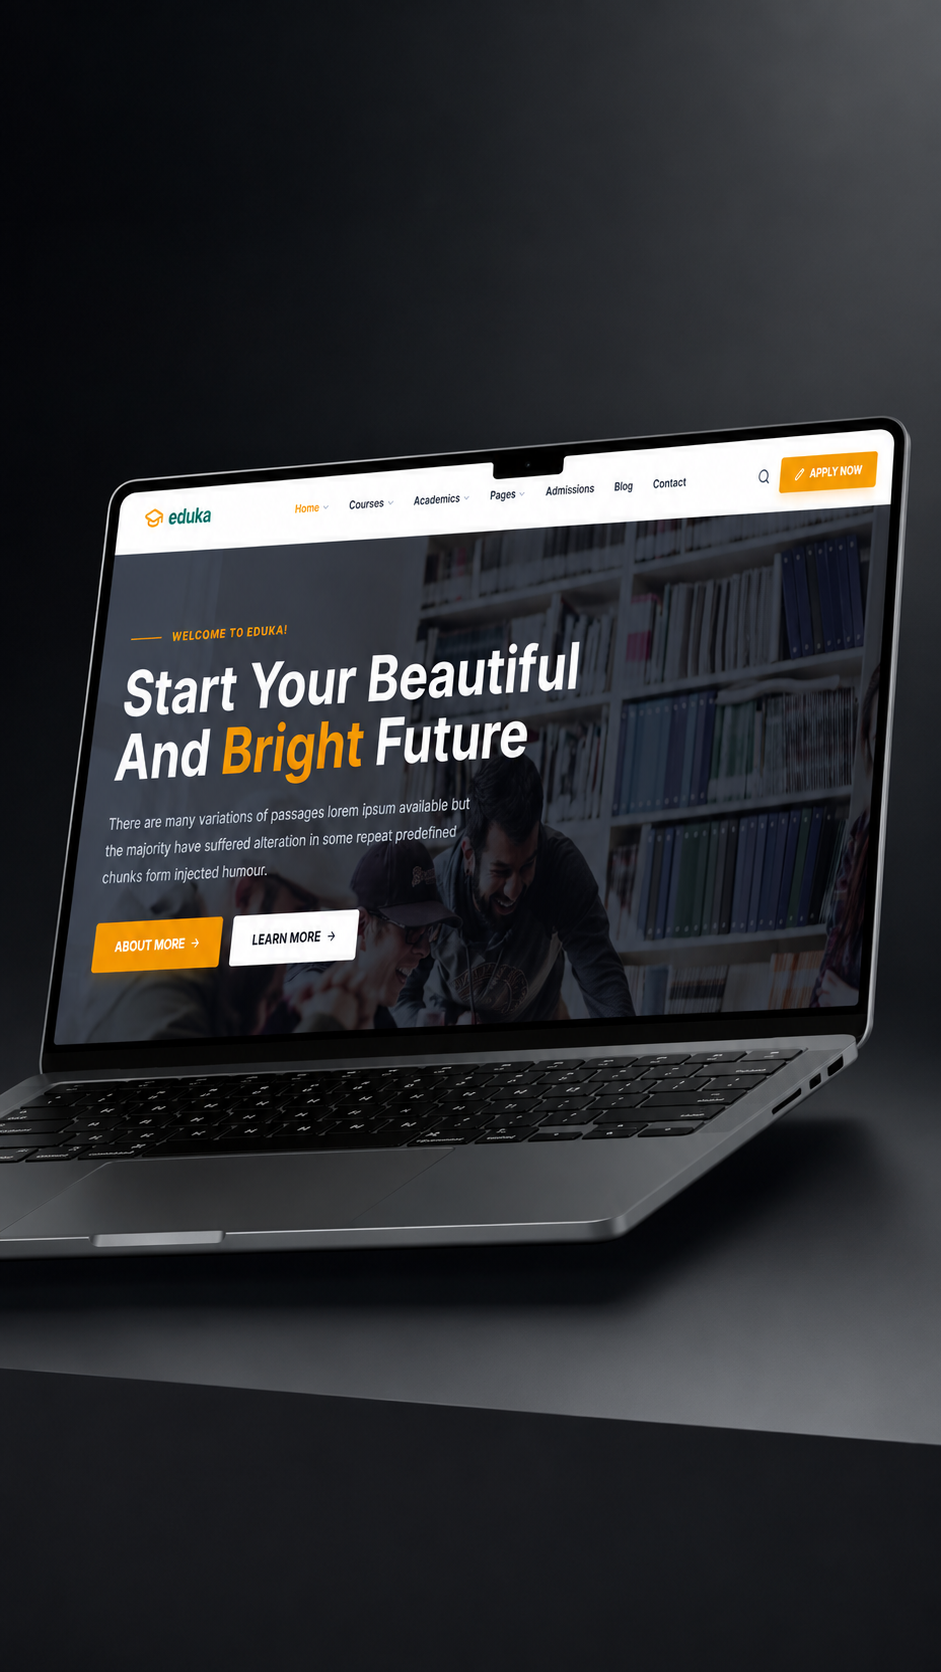 eduka
Home Courses Academics Pages Admissions Blog Contact
APPLY NOW
WELCOME TO EDUKA!
Start Your Beautiful
And Bright Future
There are many variations of passages lorem ipsum available but
the majority have suffered alteration in some repeat predefined
chunks form injected humour.
ABOUT MORE →
LEARN MORE →